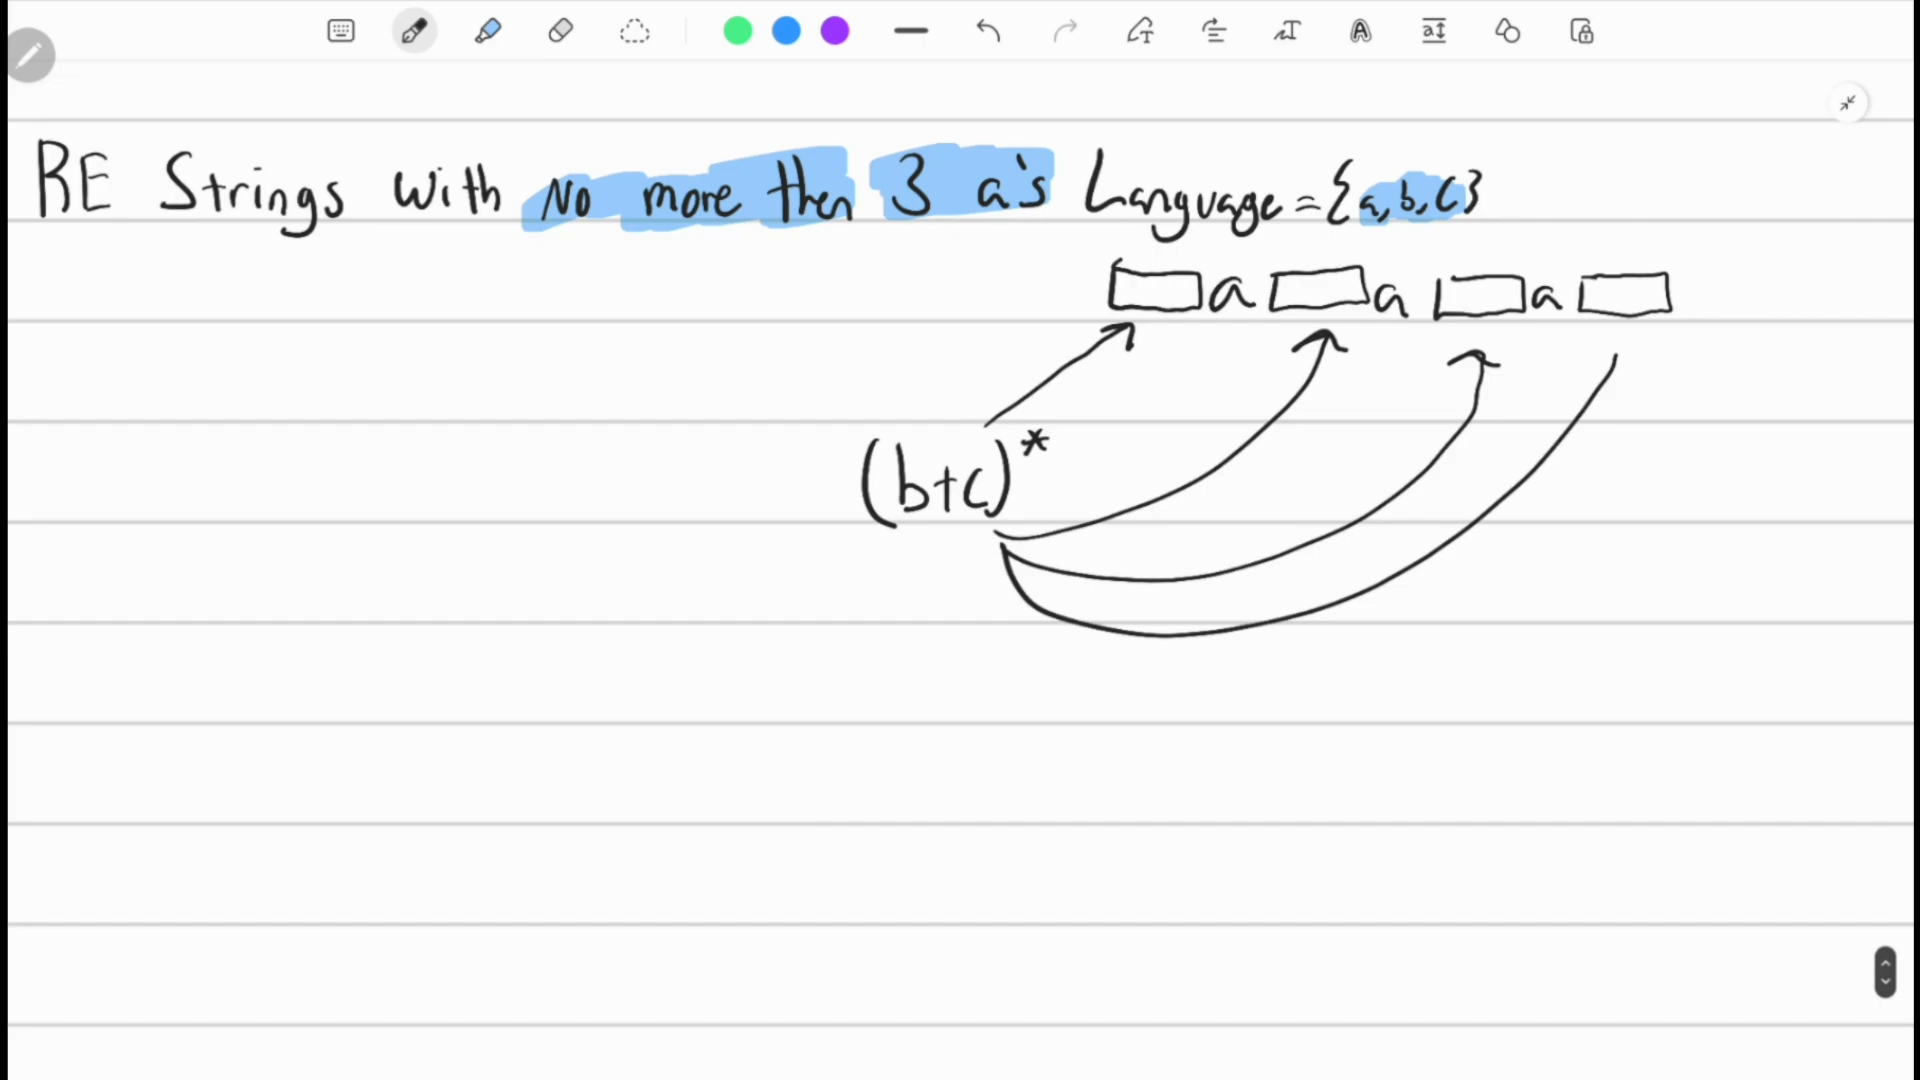 RE Strings with No more then 3 a's Language = {a, b, c}
a a a
(b+c)*